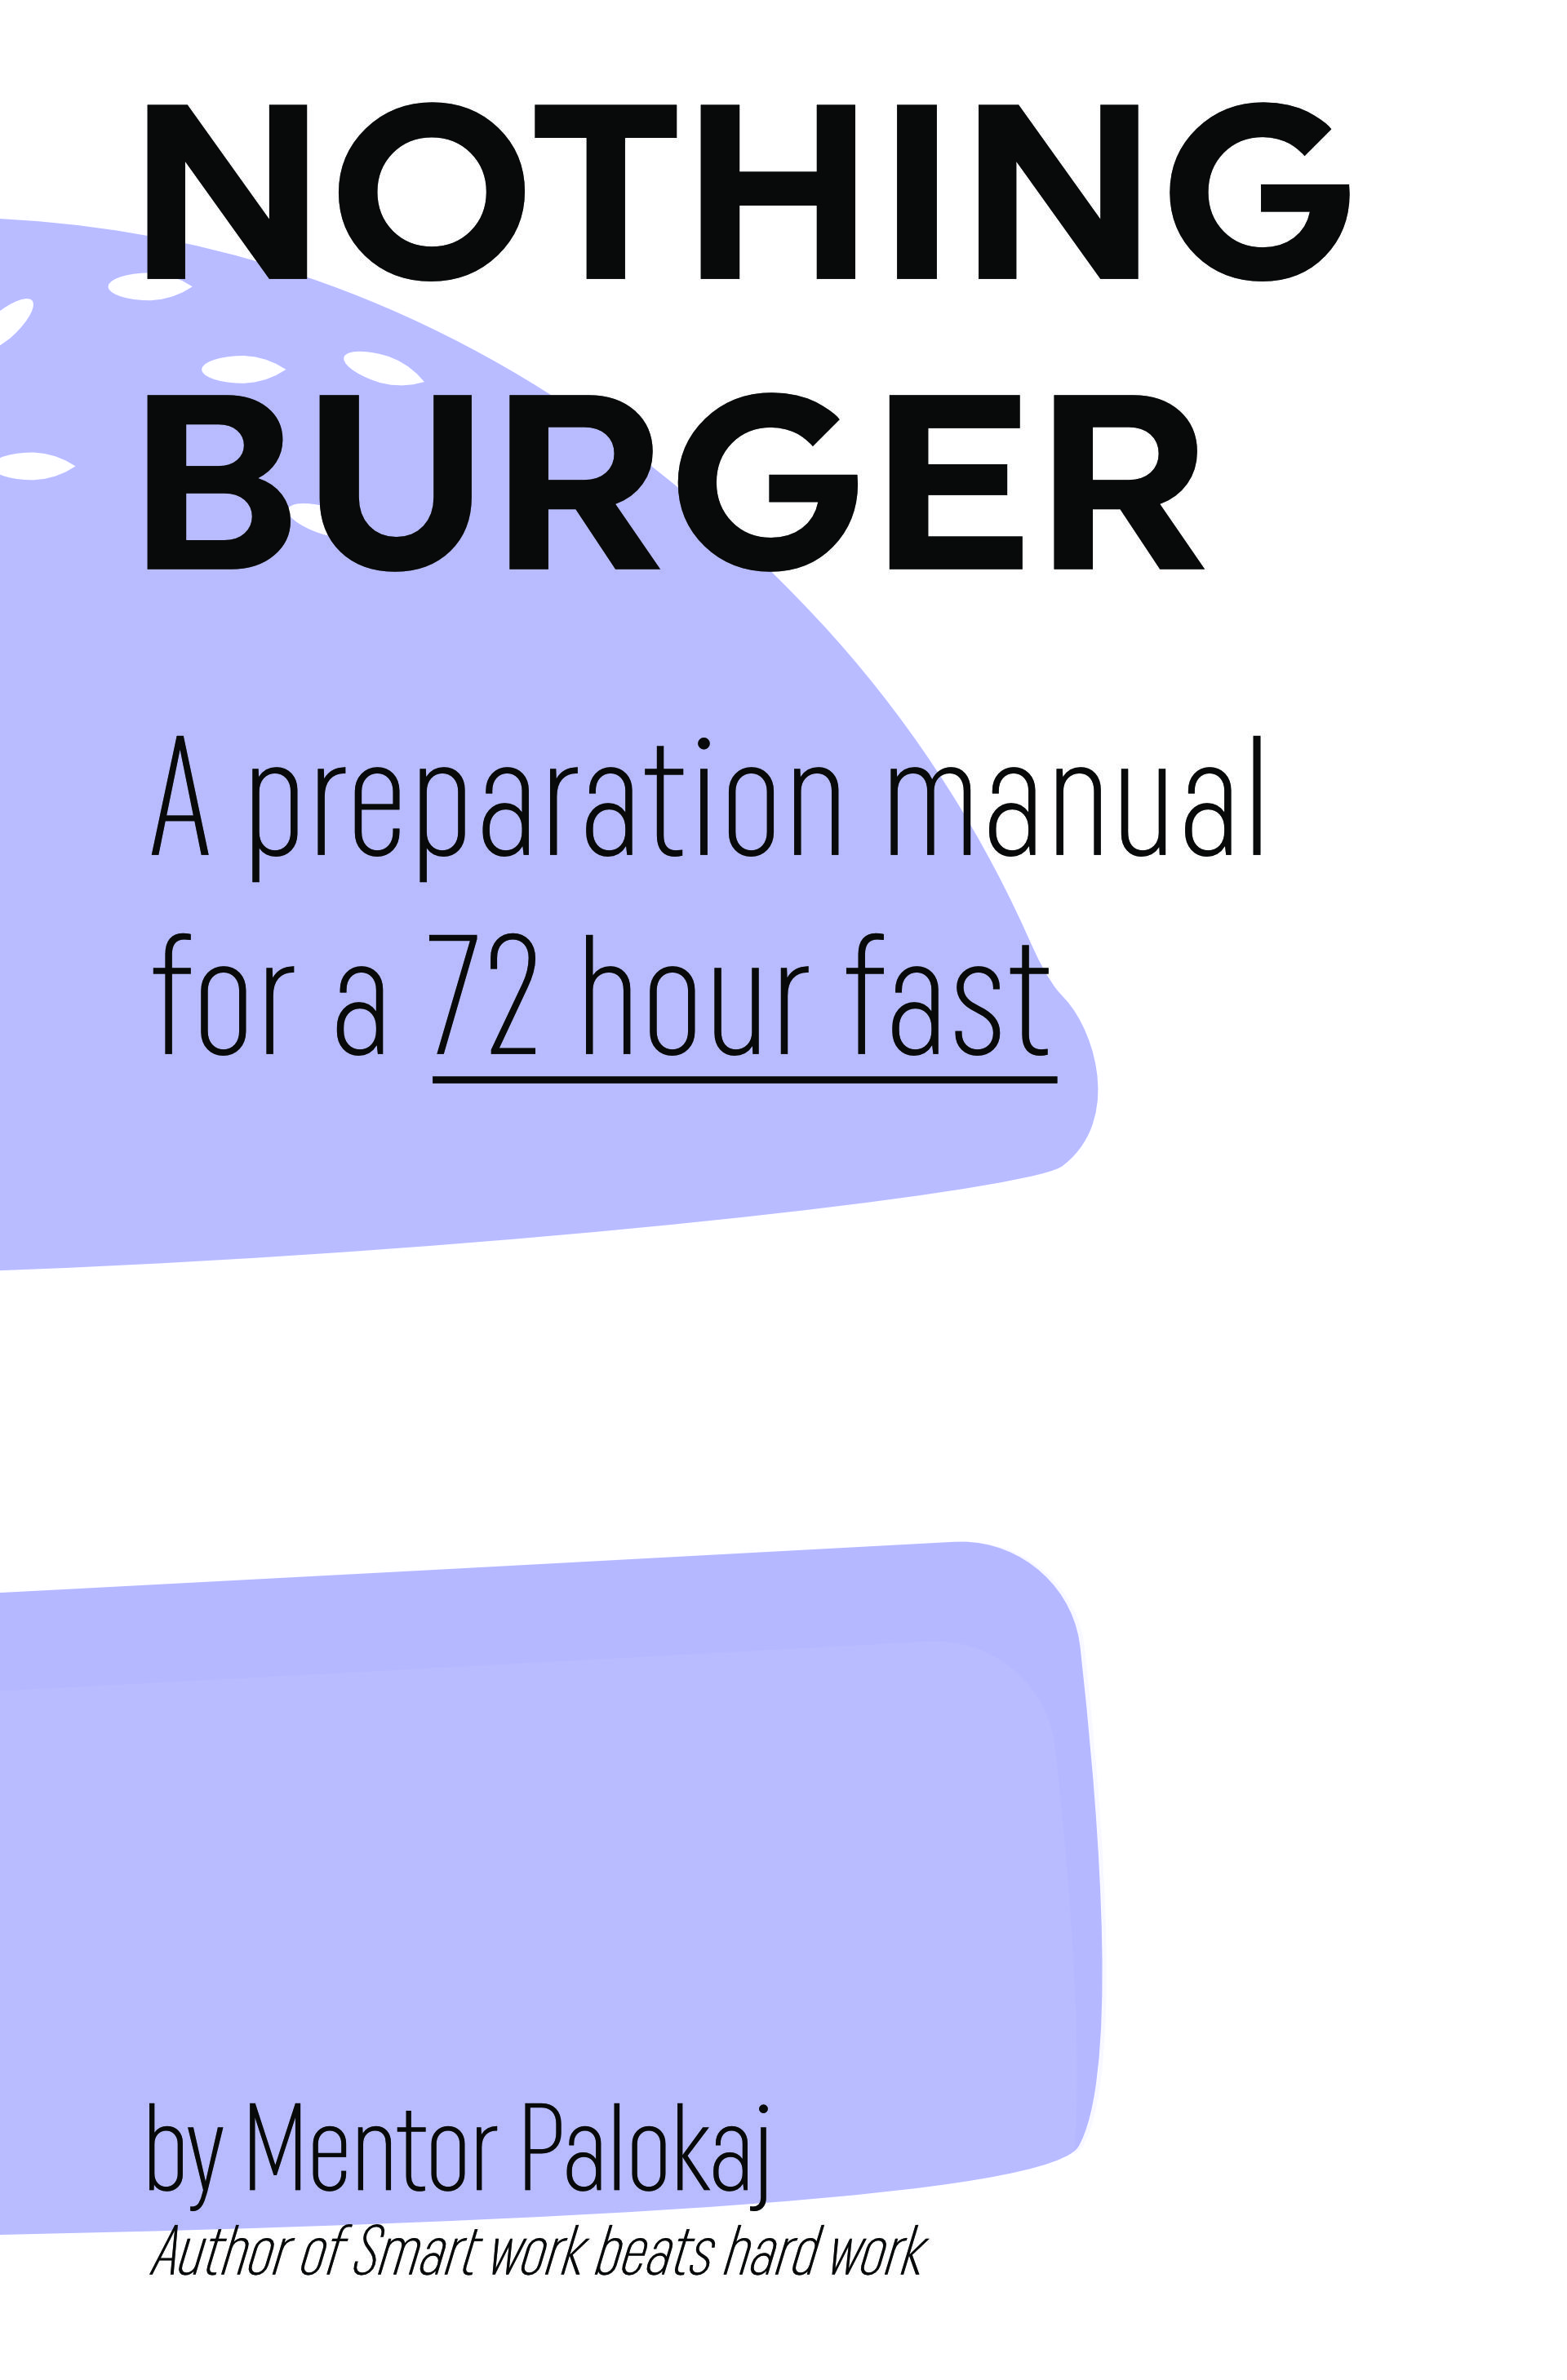 NOTHING
BURGER
A preparation manual
for a 72 hour fast
by Mentor Palokaj
Author of Smart work beats hard work